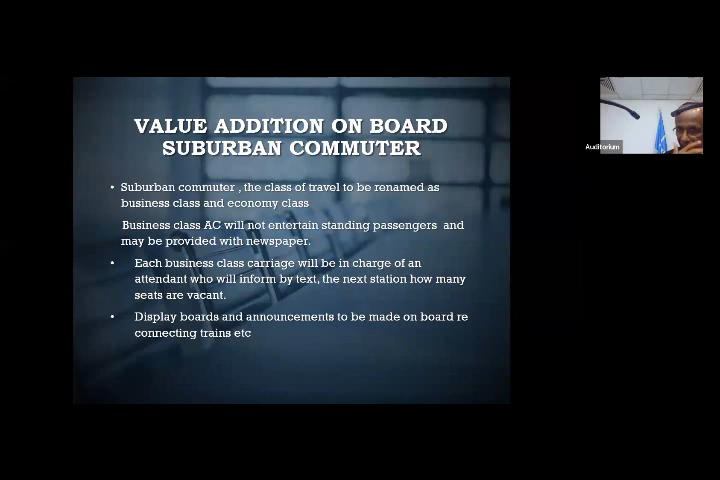 VALUE ADDITION ON BOARD
SUBURBAN COMMUTER
• Suburban commuter , the class of travel to be renamed as
business class and economy class
Business class AC will not entertain standing passengers and
may be provided with newspaper.
• Each business class carriage will be in charge of an
attendant who will inform by text, the next station how many
seats are vacant.
• Display boards and announcements to be made on board re
connecting trains etc
Auditorium